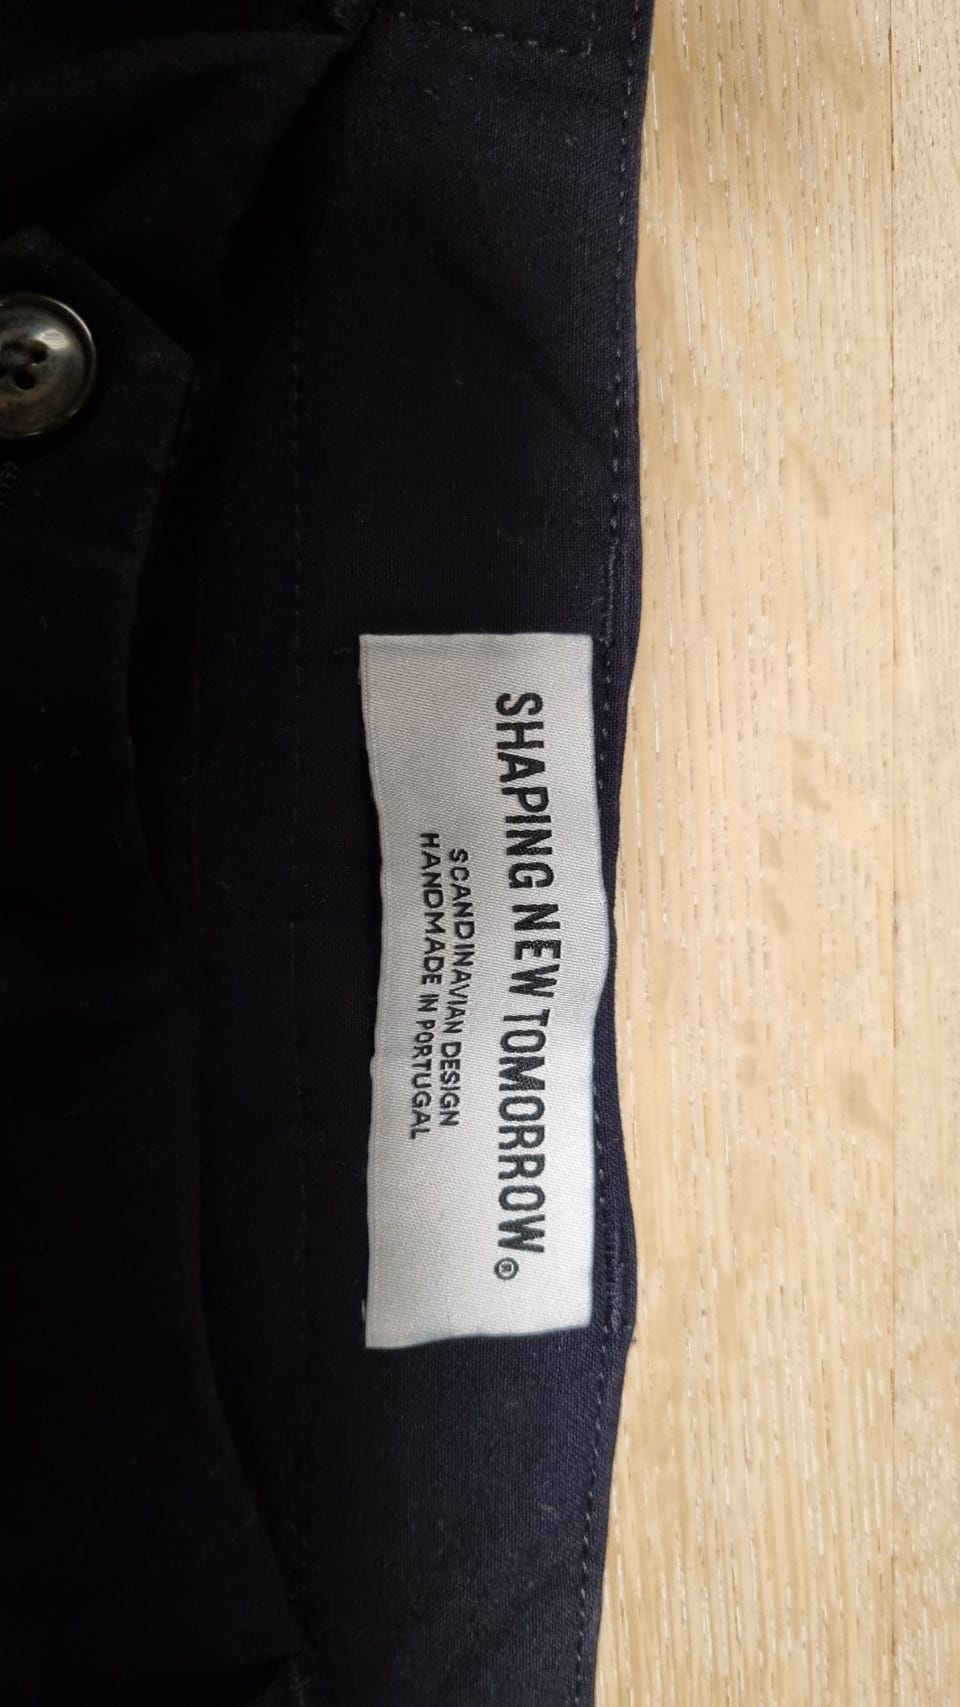 SHAPING NEW TOMORROW®
SCANDINAVIAN DESIGN
HANDMADE IN PORTUGAL